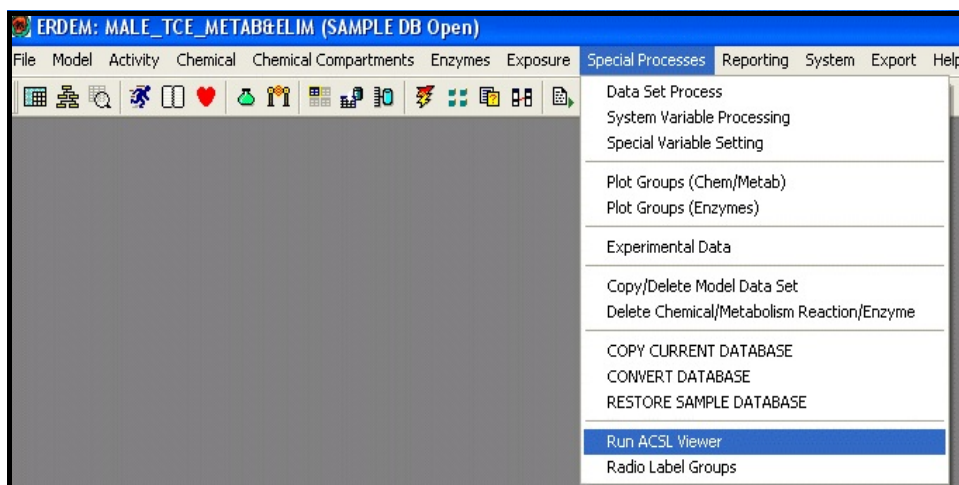 ERDEM: MALE_TCE_METAB&ELIM (SAMPLE DB Open)
File Model Activity Chemical Chemical Compartments Enzymes Exposure Special Processes Reporting System Export Help
Data Set Process
System Variable Processing
Special Variable Setting
Plot Groups (Chem/Metab)
Plot Groups (Enzymes)
Experimental Data
Copy/Delete Model Data Set
Delete Chemical/Metabolism Reaction/Enzyme
COPY CURRENT DATABASE
CONVERT DATABASE
RESTORE SAMPLE DATABASE
Run ACSL Viewer
Radio Label Groups